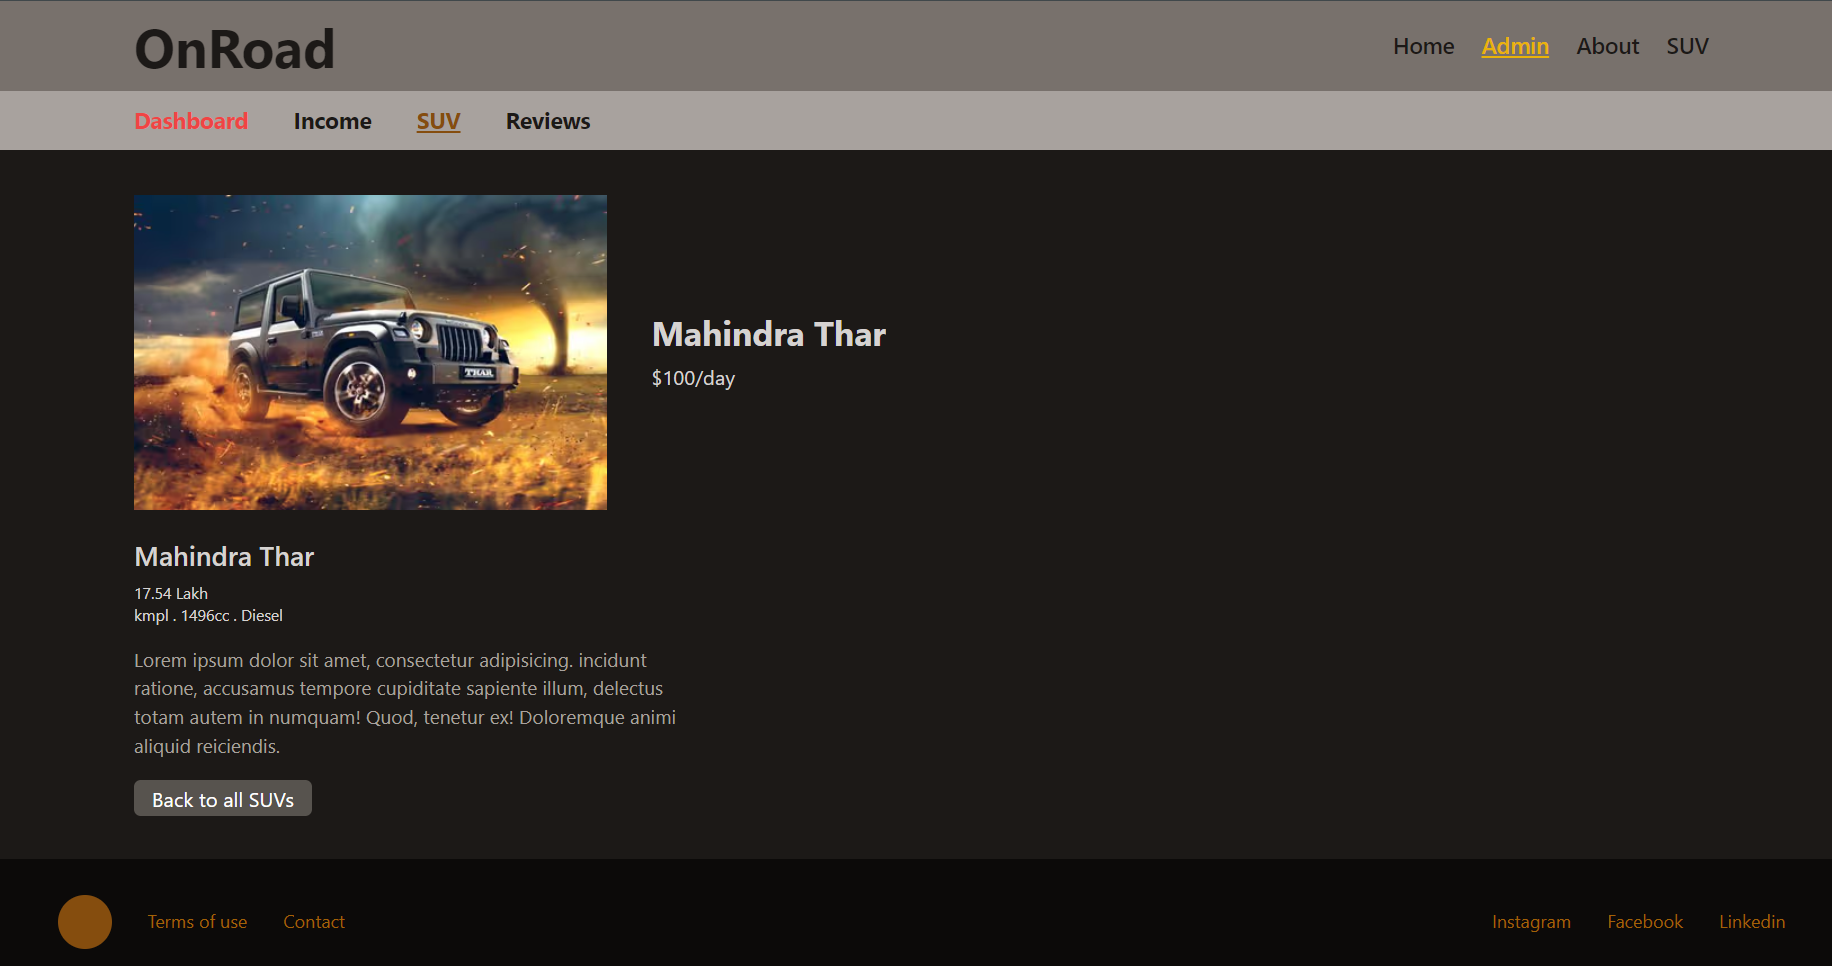 OnRoad
Home Admin About SUV
Dashboard Income SUV Reviews
THAR
Mahindra Thar
$100/day
Mahindra Thar
17.54 Lakh
kmpl . 1496cc . Diesel
Lorem ipsum dolor sit amet, consectetur adipisicing. incidunt
ratione, accusamus tempore cupiditate sapiente illum, delectus
totam autem in numquam! Quod, tenetur ex! Doloremque animi
aliquid reiciendis.
Back to all SUVs
Terms of use Contact Instagram Facebook Linkedin